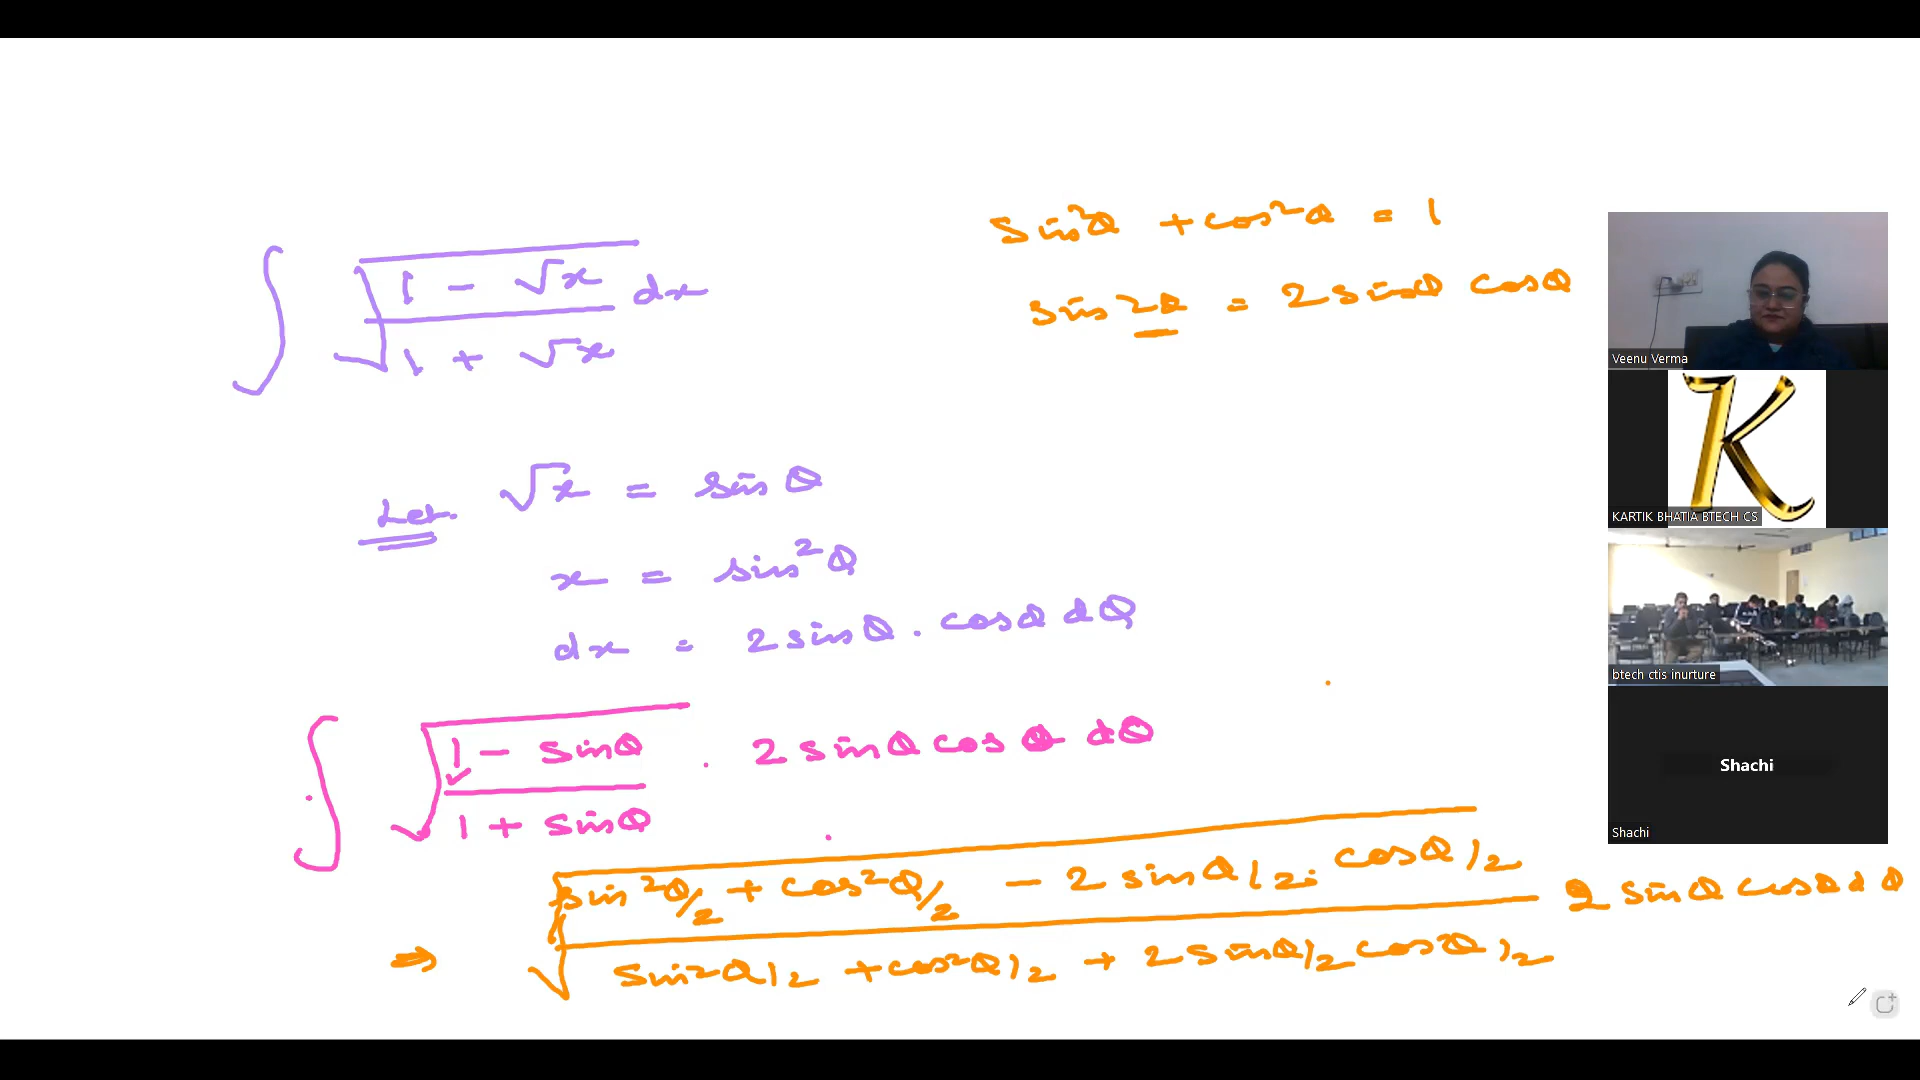 ∫ √((1 - √x)/(1 + √x)) dx
sin²θ + cos²θ = 1
sin 2θ = 2 sinθ cosθ
Let √x = sin θ
x = sin²θ
dx = 2 sinθ . cosθ dθ
∫ √((1 - sinθ)/(1 + sinθ)) . 2 sinθ cos θ dθ
⇒ √((sin²θ/2 + cos²θ/2 - 2 sinθ/2 . cosθ/2)/(sin²θ/2 + cos²θ/2 + 2 sinθ/2 cos²θ/2)) 2 sinθ cosθ dθ
Veenu Verma
K
KARTIK BHATIA BTECH CS
btech ctis inurture
Shachi
Shachi